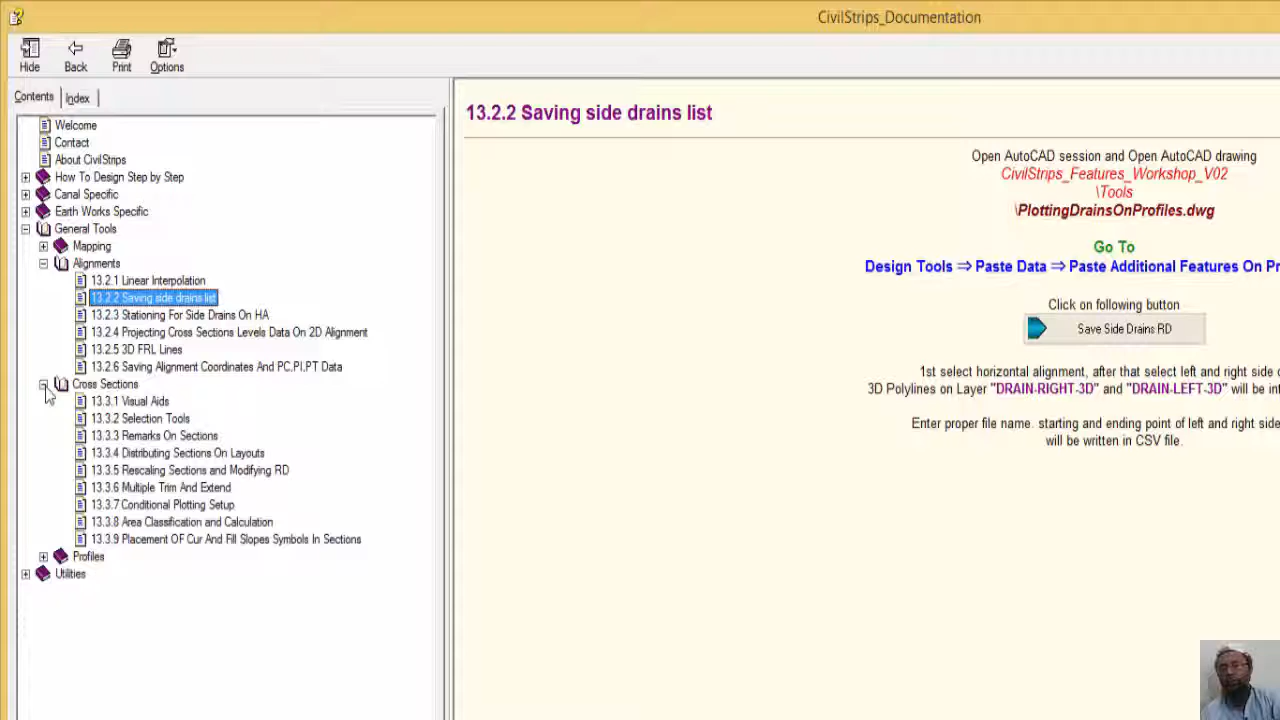 CivilStrips_Documentation
Hide Back Print Options
Contents Index
Welcome
Contact
About CivilStrips
How To Design Step by Step
Canal Specific
Earth Works Specific
General Tools
Mapping
Alignments
13.2.1 Linear Interpolation
13.2.2 Saving side drains list
13.2.3 Stationing For Side Drains On HA
13.2.4 Projecting Cross Sections Levels Data On 2D Alignment
13.2.5 3D FRL Lines
13.2.6 Saving Alignment Coordinates And PC,PI,PT Data
Cross Sections
13.3.1 Visual Aids
13.3.2 Selection Tools
13.3.3 Remarks On Sections
13.3.4 Distributing Sections On Layouts
13.3.5 Rescaling Sections and Modifying RD
13.3.6 Multiple Trim And Extend
13.3.7 Conditional Plotting Setup
13.3.8 Area Classification and Calculation
13.3.9 Placement OF Cur And Fill Slopes Symbols In Sections
Profiles
Utilities
13.2.2 Saving side drains list
Open AutoCAD session and Open AutoCAD drawing
CivilStrips_Features_Workshop_V02
\Tools
\PlottingDrainsOnProfiles.dwg
Go To
Design Tools ⇒ Paste Data ⇒ Paste Additional Features On
Click on following button
Save Side Drains RD
1st select horizontal alignment, after that select left and right side
3D Polylines on Layer "DRAIN-RIGHT-3D" and "DRAIN-LEFT-3D" will be
Enter proper file name. starting and ending point of left and right side
will be written in CSV file.